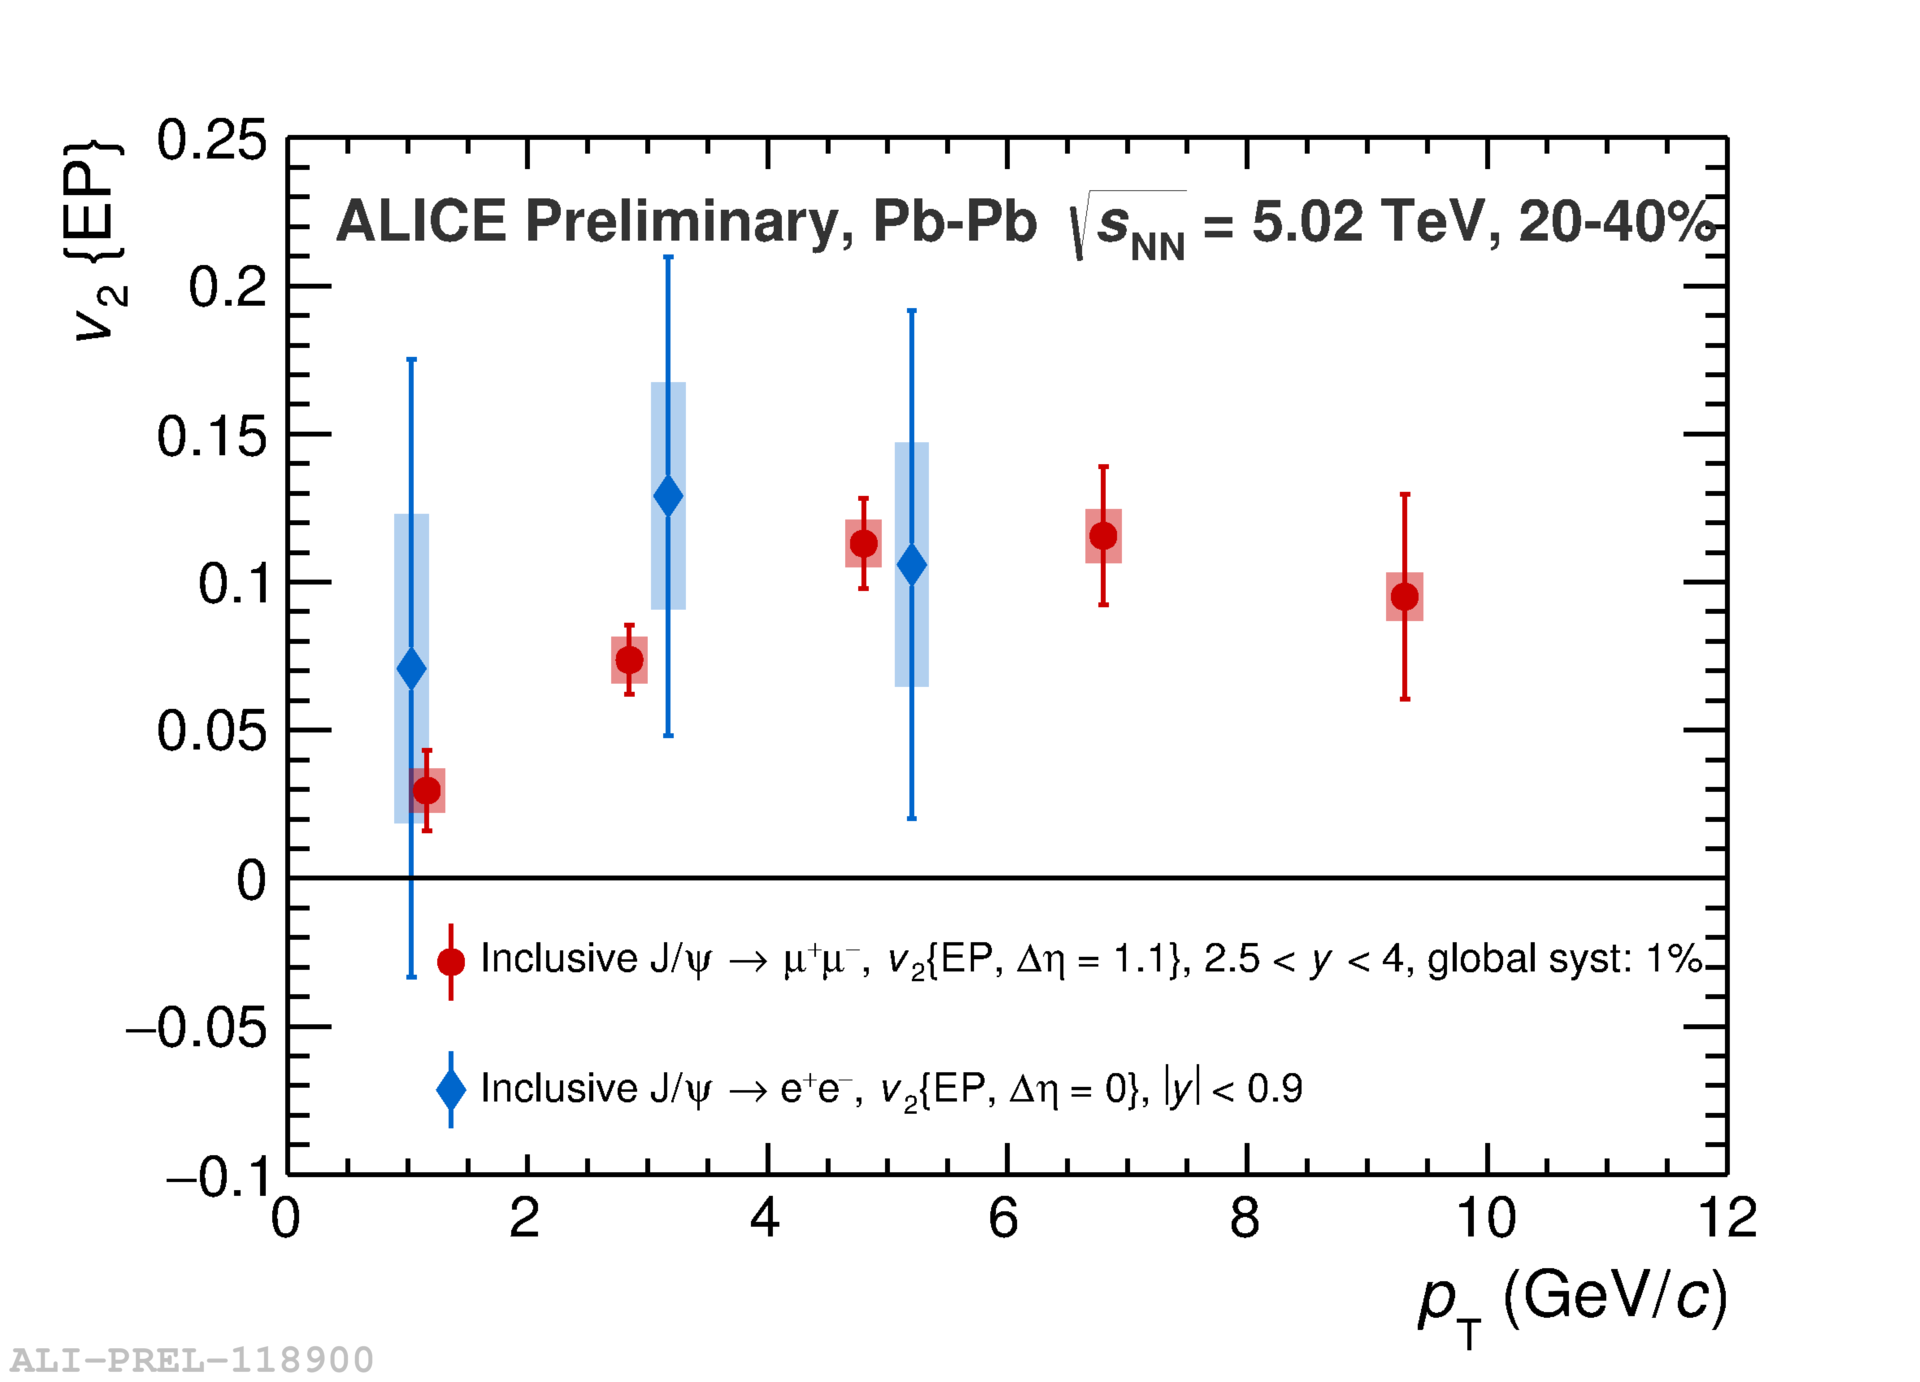 v2 {EP}
0.25
ALICE Preliminary, Pb-Pb √sNN = 5.02 TeV, 20-40%
0.2
0.15
0.1
0.05
0
Inclusive J/ψ → μ⁺μ⁻, v2{EP, Δη = 1.1}, 2.5 < y < 4, global syst: 1%
−0.05
Inclusive J/ψ → e⁺e⁻, v2{EP, Δη = 0}, |y| < 0.9
−0.1
0 2 4 6 8 10 12
pT (GeV/c)
ALI-PREL-118900